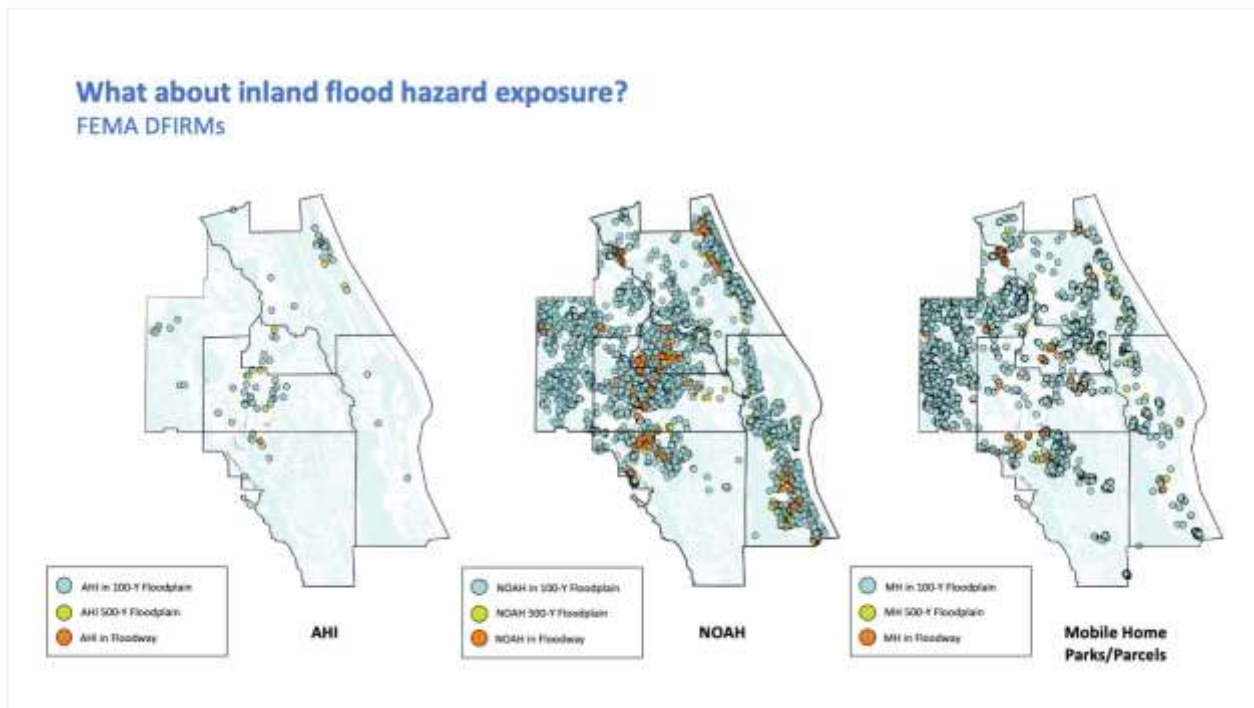 What about inland flood hazard exposure?
FEMA DFIRMs
AHI in 100-Y Floodplain
AHI 500-Y Floodplain
AHI in Floodway
AHI
NOAH in 100-Y Floodplain
NOAH 500-Y Floodplain
NOAH in Floodway
NOAH
MH in 100-Y Floodplain
MH 500-Y Floodplain
MH in Floodway
Mobile Home
Parks/Parcels